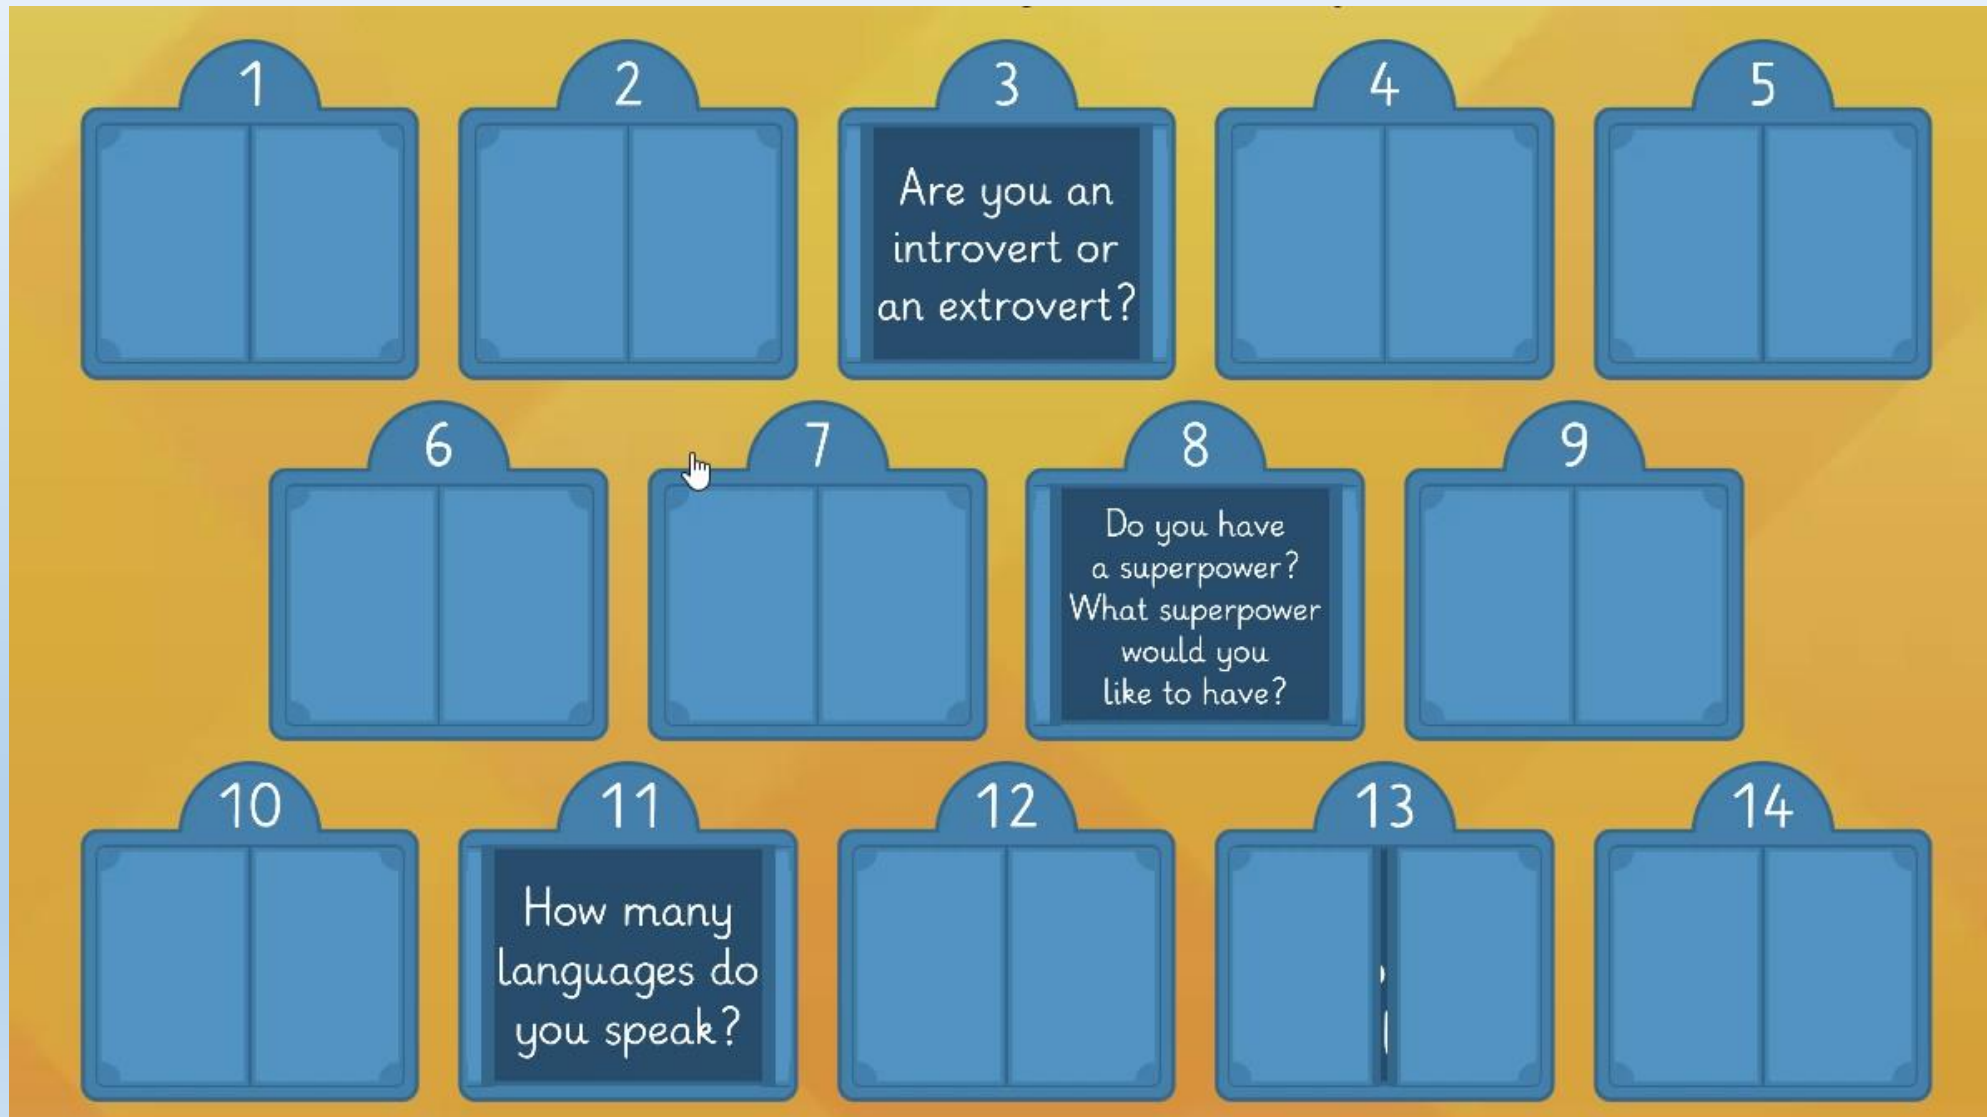 1
2
3
4
5
Are you an
introvert or
an extrovert?
6
7
8
9
Do you have
a superpower?
What superpower
would you
like to have?
10
11
12
13
14
How many
languages do
you speak?